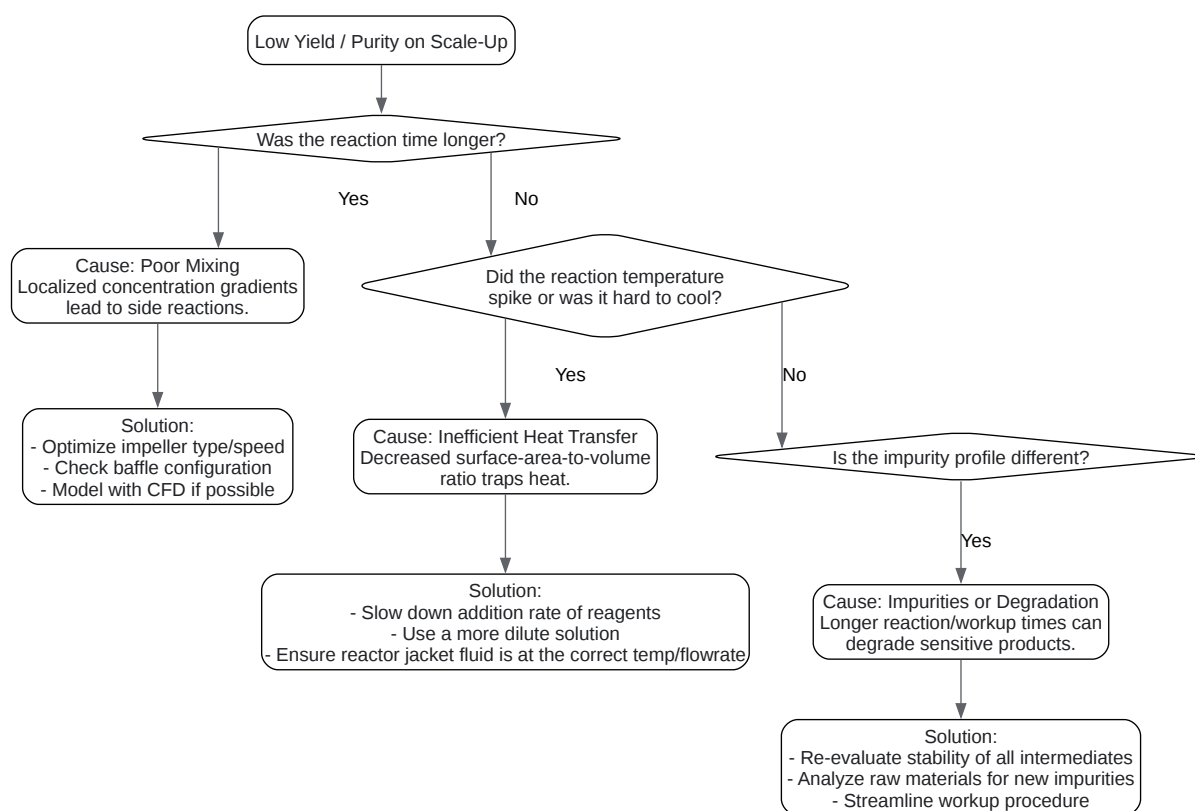 Low Yield / Purity on Scale-Up
Was the reaction time longer?
Yes
No
Cause: Poor Mixing
Localized concentration gradients
lead to side reactions.
Did the reaction temperature
spike or was it hard to cool?
Solution:
- Optimize impeller type/speed
- Check baffle configuration
- Model with CFD if possible
Yes
No
Cause: Inefficient Heat Transfer
Decreased surface-area-to-volume
ratio traps heat.
Is the impurity profile different?
Solution:
- Slow down addition rate of reagents
- Use a more dilute solution
- Ensure reactor jacket fluid is at the correct temp/flowrate
Yes
Cause: Impurities or Degradation
Longer reaction/workup times can
degrade sensitive products.
Solution:
- Re-evaluate stability of all intermediates
- Analyze raw materials for new impurities
- Streamline workup procedure